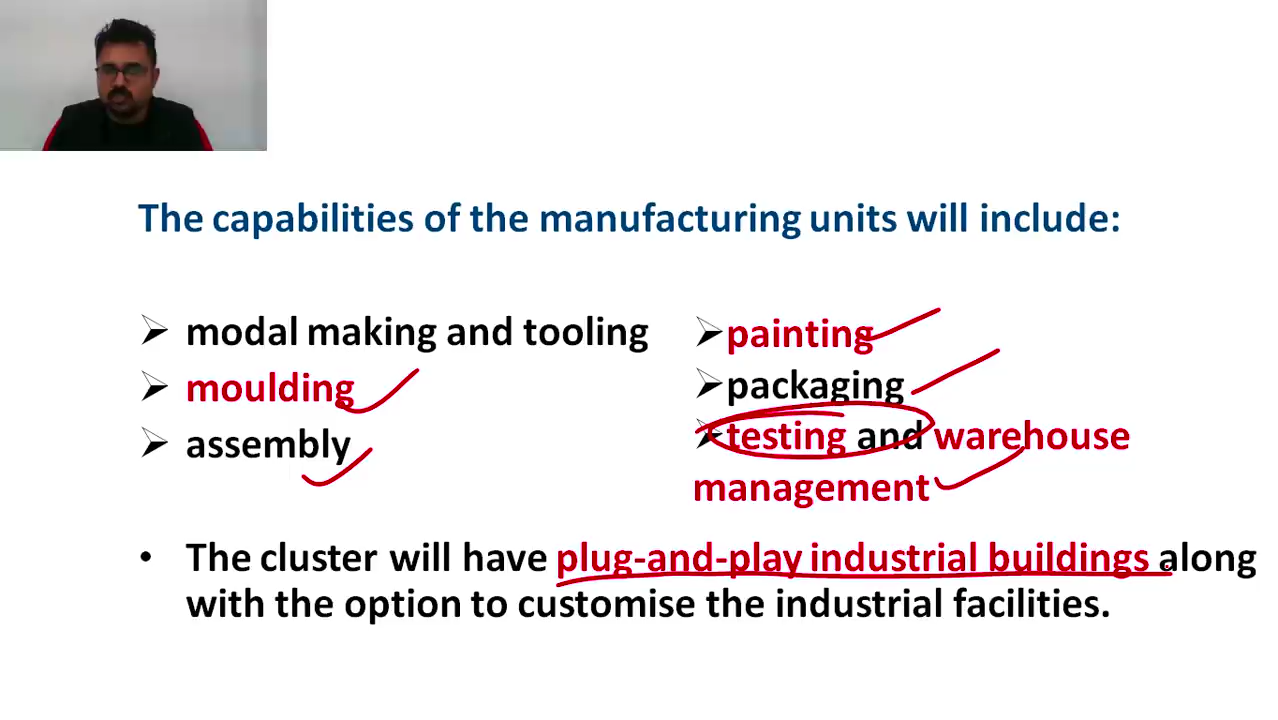 The capabilities of the manufacturing units will include:
➢ modal making and tooling
➢ moulding
➢ assembly
➢painting
➢packaging
➢testing and warehouse
management
• The cluster will have plug-and-play industrial buildings along
with the option to customise the industrial facilities.